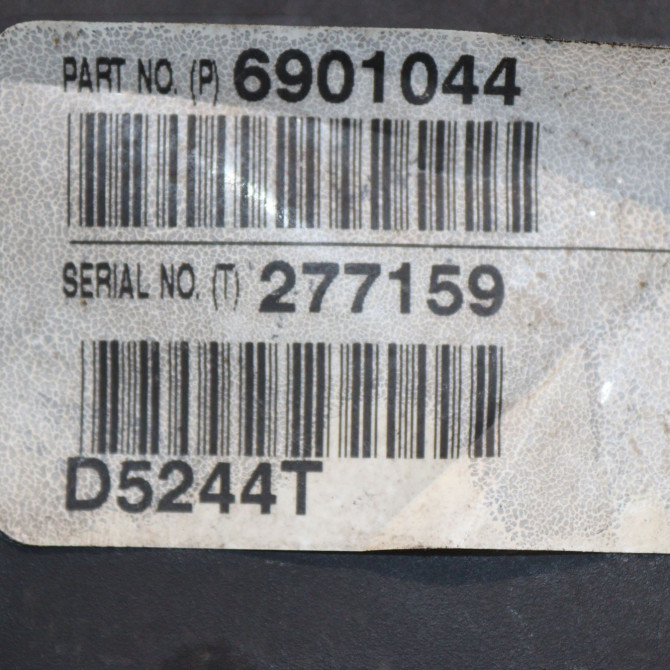 PART NO. (P) 6901044
SERIAL NO. (T) 277159
D5244T